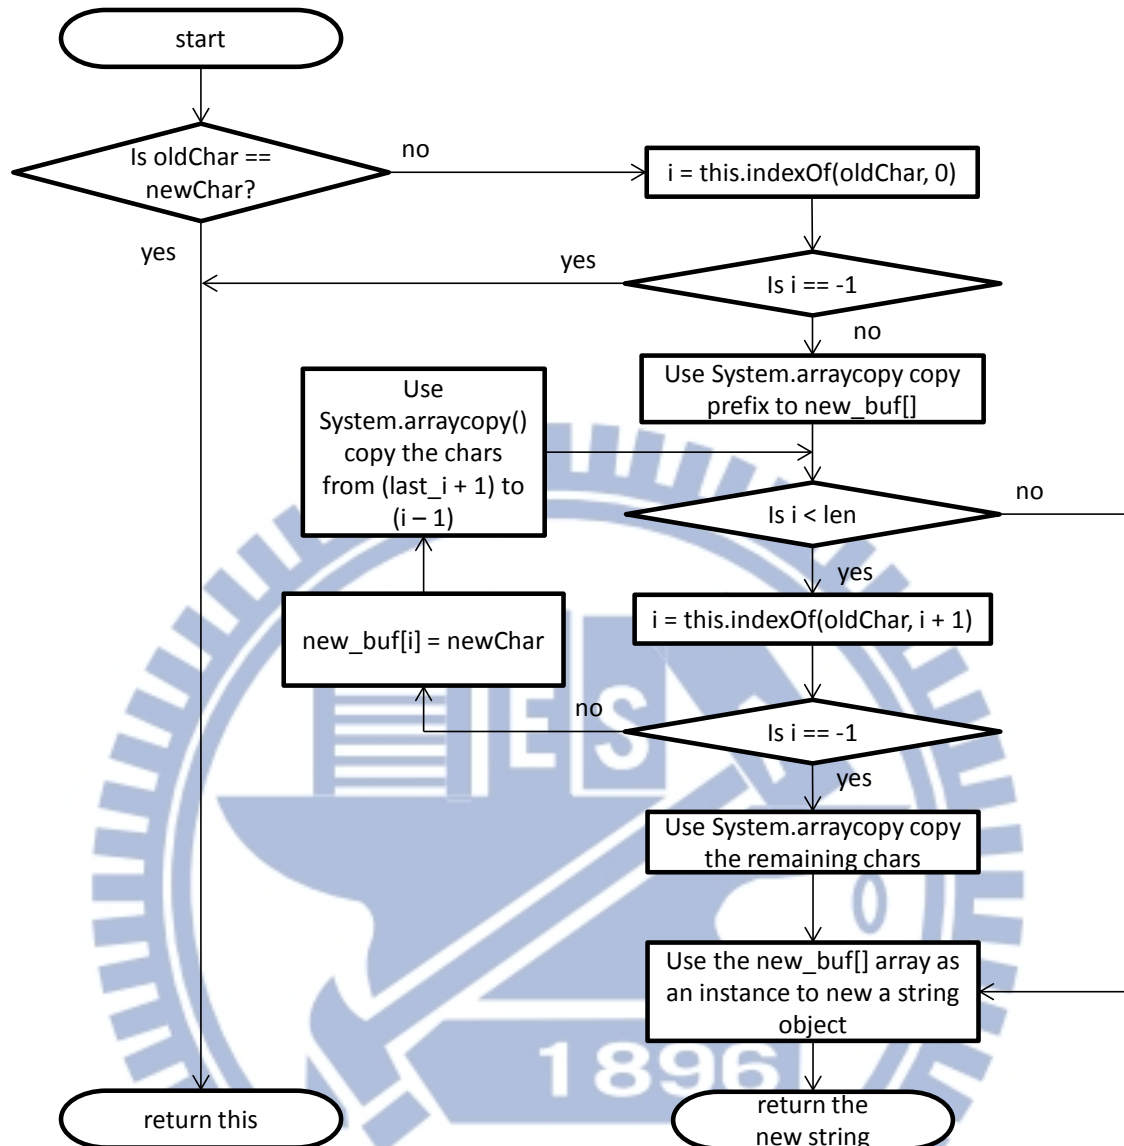 start
Is oldChar ==
newChar?
no
i = this.indexOf(oldChar, 0)
yes
yes
Is i == -1
no
Use System.arraycopy copy
prefix to new_buf[]
Use
System.arraycopy()
copy the chars
from (last_i + 1) to
(i – 1)
Is i < len
no
yes
i = this.indexOf(oldChar, i + 1)
new_buf[i] = newChar
no
Is i == -1
yes
Use System.arraycopy copy
the remaining chars
Use the new_buf[] array as
an instance to new a string
object
return this
return the
new string
ES
1896